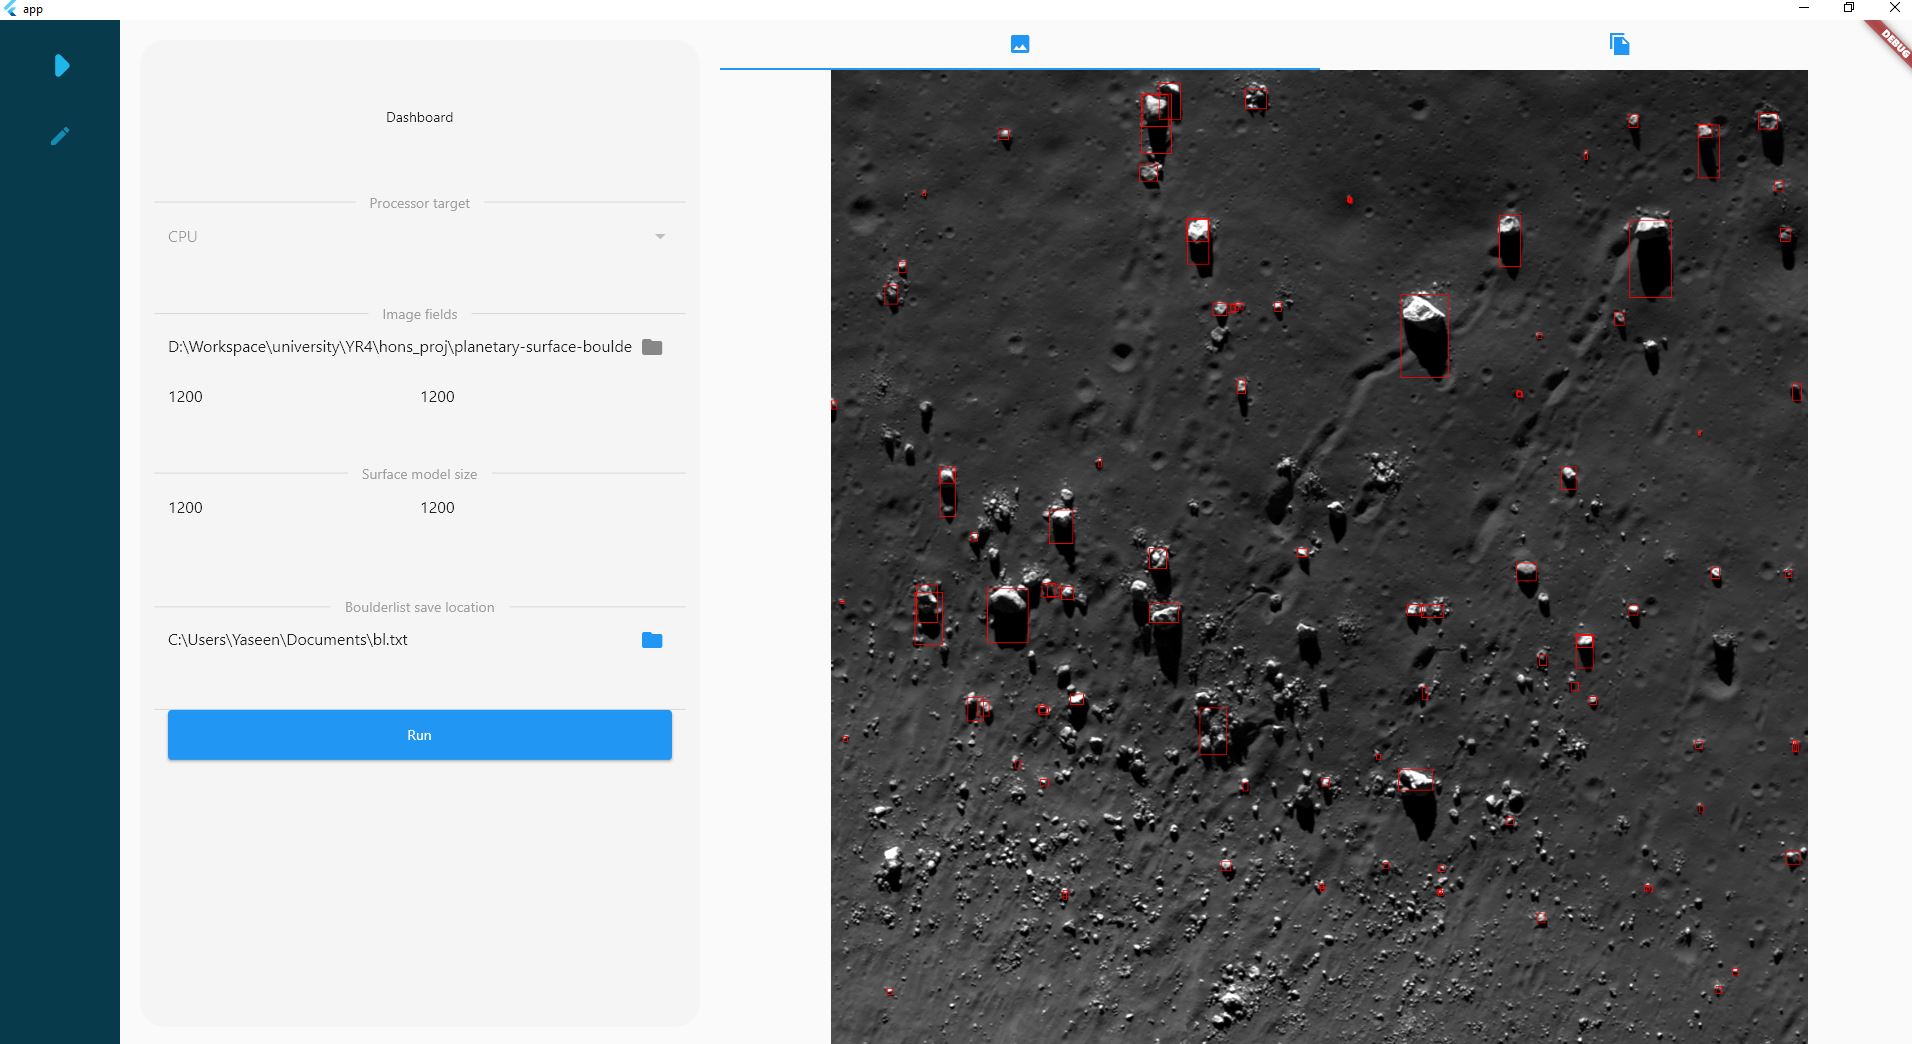 app
DEBUG
Dashboard
Processor target
CPU
Image fields
D:\Workspace\university\YR4\hons_proj\planetary-surface-boulde
1200 1200
Surface model size
1200 1200
Boulderlist save location
C:\Users\Yaseen\Documents\bl.txt
Run